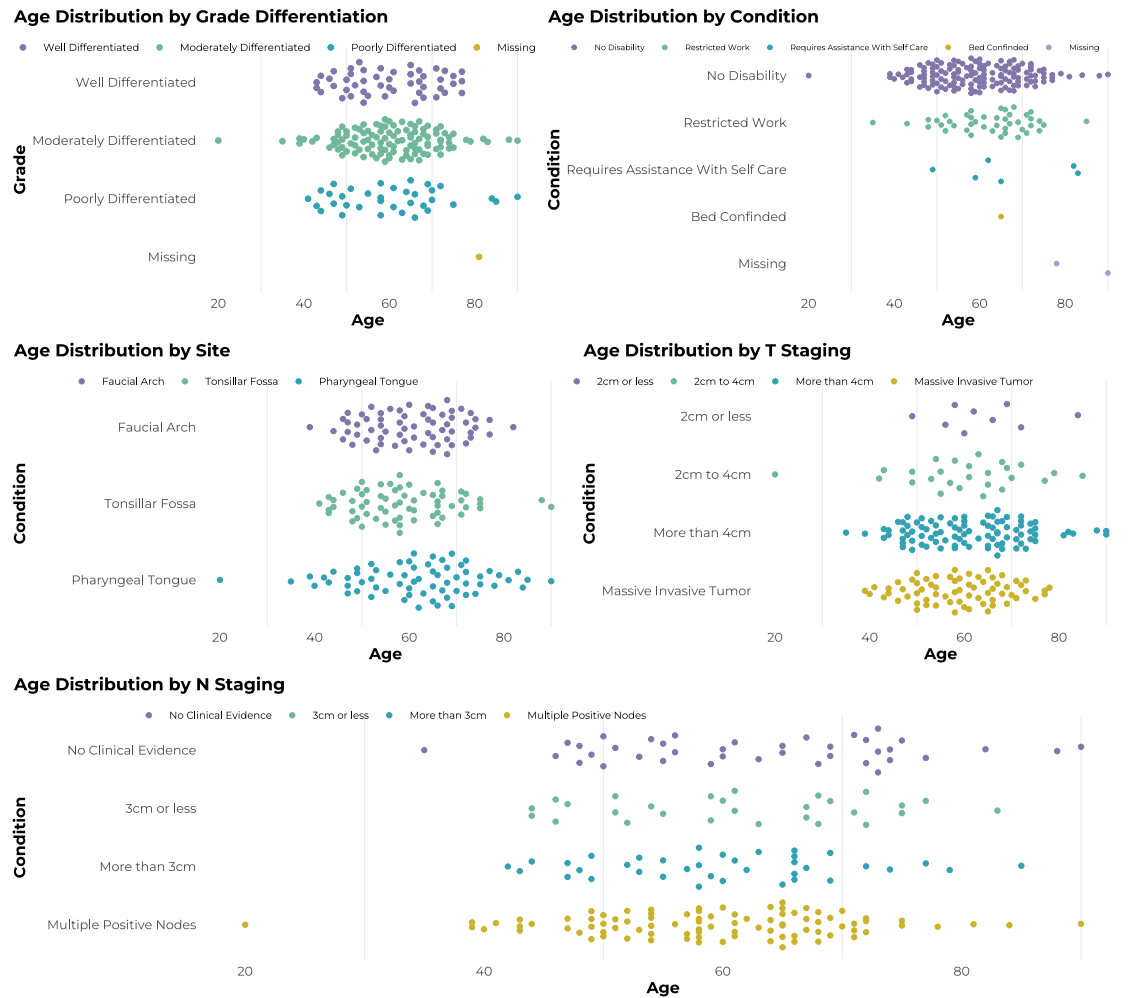 Age Distribution by Grade Differentiation
Well Differentiated Moderately Differentiated Poorly Differentiated Missing
Grade
Well Differentiated
Moderately Differentiated
Poorly Differentiated
Missing
20 40 60 80
Age
Age Distribution by Condition
No Disability Restricted Work Requires Assistance With Self Care Bed Confinded Missing
Condition
No Disability
Restricted Work
Requires Assistance With Self Care
Bed Confinded
Missing
20 40 60 80
Age
Age Distribution by Site
Faucial Arch Tonsillar Fossa Pharyngeal Tongue
Condition
Faucial Arch
Tonsillar Fossa
Pharyngeal Tongue
20 40 60 80
Age
Age Distribution by T Staging
2cm or less 2cm to 4cm More than 4cm Massive Invasive Tumor
Condition
2cm or less
2cm to 4cm
More than 4cm
Massive Invasive Tumor
20 40 60 80
Age
Age Distribution by N Staging
No Clinical Evidence 3cm or less More than 3cm Multiple Positive Nodes
Condition
No Clinical Evidence
3cm or less
More than 3cm
Multiple Positive Nodes
20 40 60 80
Age